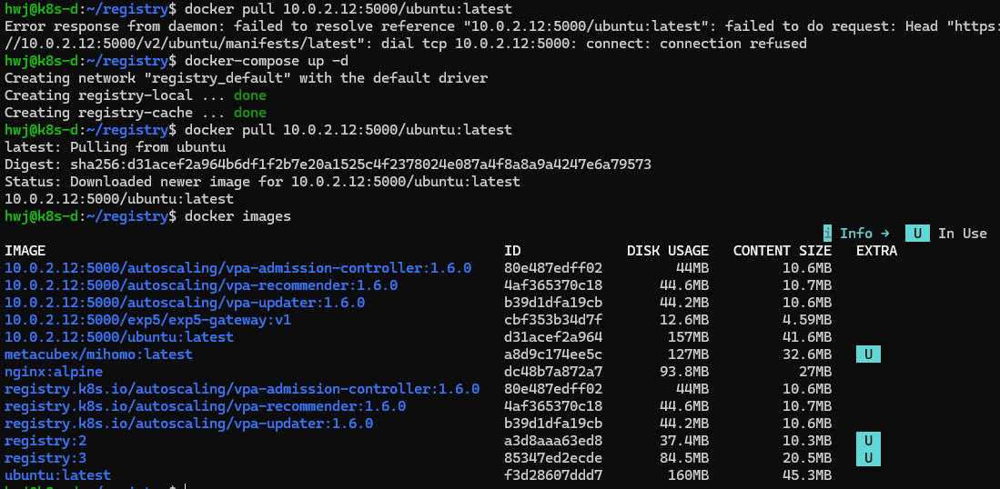 hwj@k8s-d:~/registry$ docker pull 10.0.2.12:5000/ubuntu:latest
Error response from daemon: failed to resolve reference "10.0.2.12:5000/ubuntu:latest": failed to do request: Head "https:
//10.0.2.12:5000/v2/ubuntu/manifests/latest": dial tcp 10.0.2.12:5000: connect: connection refused
hwj@k8s-d:~/registry$ docker-compose up -d
Creating network "registry_default" with the default driver
Creating registry-local ... done
Creating registry-cache ... done
hwj@k8s-d:~/registry$ docker pull 10.0.2.12:5000/ubuntu:latest
latest: Pulling from ubuntu
Digest: sha256:d31acef2a964b6df1f2b7e20a1525c4f2378024e087a4f8a8a9a4247e6a79573
Status: Downloaded newer image for 10.0.2.12:5000/ubuntu:latest
10.0.2.12:5000/ubuntu:latest
hwj@k8s-d:~/registry$ docker images
i Info → U In Use
IMAGE ID DISK USAGE CONTENT SIZE EXTRA
10.0.2.12:5000/autoscaling/vpa-admission-controller:1.6.0 80e487edff02 44MB 10.6MB
10.0.2.12:5000/autoscaling/vpa-recommender:1.6.0 4af365370c18 44.6MB 10.7MB
10.0.2.12:5000/autoscaling/vpa-updater:1.6.0 b39d1dfa19cb 44.2MB 10.6MB
10.0.2.12:5000/exp5/exp5-gateway:v1 cbf353b34d7f 12.6MB 4.59MB
10.0.2.12:5000/ubuntu:latest d31acef2a964 157MB 41.6MB
metacubex/mihomo:latest a8d9c174ee5c 127MB 32.6MB U
nginx:alpine dc48b7a872a7 93.8MB 27MB
registry.k8s.io/autoscaling/vpa-admission-controller:1.6.0 80e487edff02 44MB 10.6MB
registry.k8s.io/autoscaling/vpa-recommender:1.6.0 4af365370c18 44.6MB 10.7MB
registry.k8s.io/autoscaling/vpa-updater:1.6.0 b39d1dfa19cb 44.2MB 10.6MB
registry:2 a3d8aaa63ed8 37.4MB 10.3MB U
registry:3 85347ed2ecde 84.5MB 20.5MB U
ubuntu:latest f3d28607ddd7 160MB 45.3MB